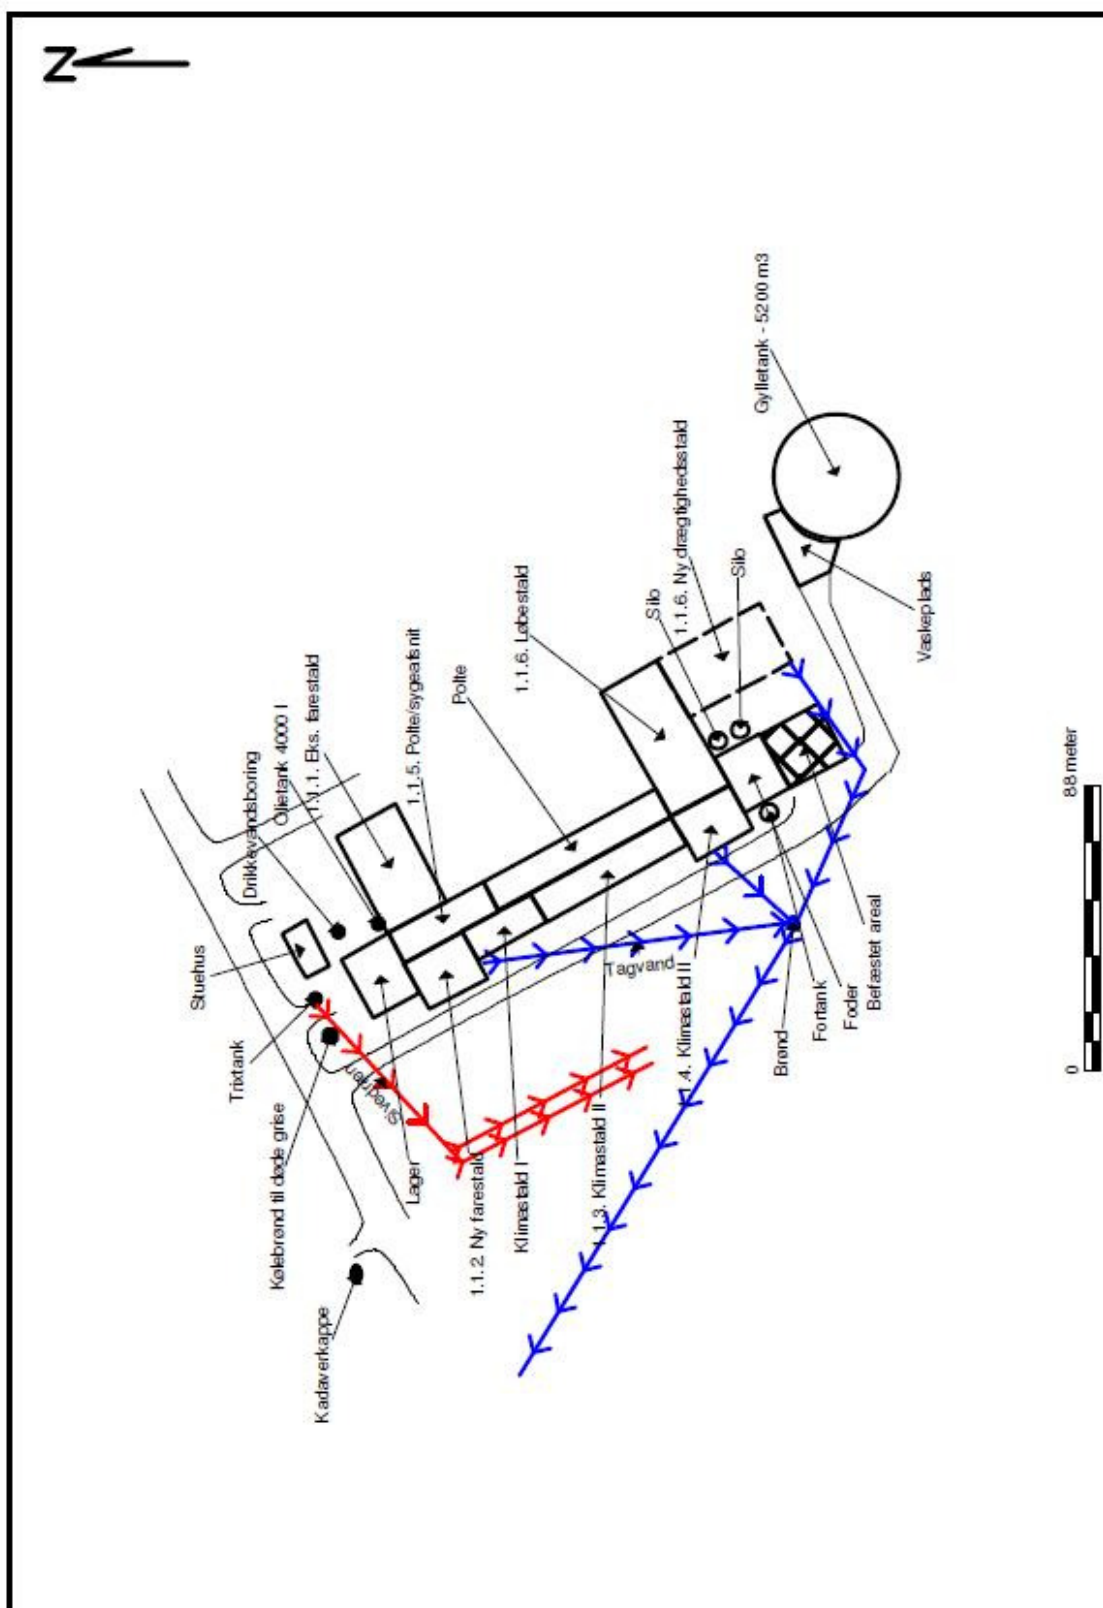 N
Gylletank - 5200 m3
1.1.6. Ny drægtighedsstald
Silo
Silo
Vaskeplads
1.1.6. Løbestald
Polte
1.1.5. Polte/sygeafsnit
1.1.1. Eks. farestald
Olietank 4000 l
Drikkevandsboring
Stuehus
Trixtank
Kølebrønd til døde grise
Kadaverkappe
Sivedræn
Lager
1.1.2. Ny farestald
Klimastald I
1.1.3. Klimastald II
1.1.4. Klimastald II
Tagvand
Brønd
Fortank
Foder
Befæstet areal
0
88 meter